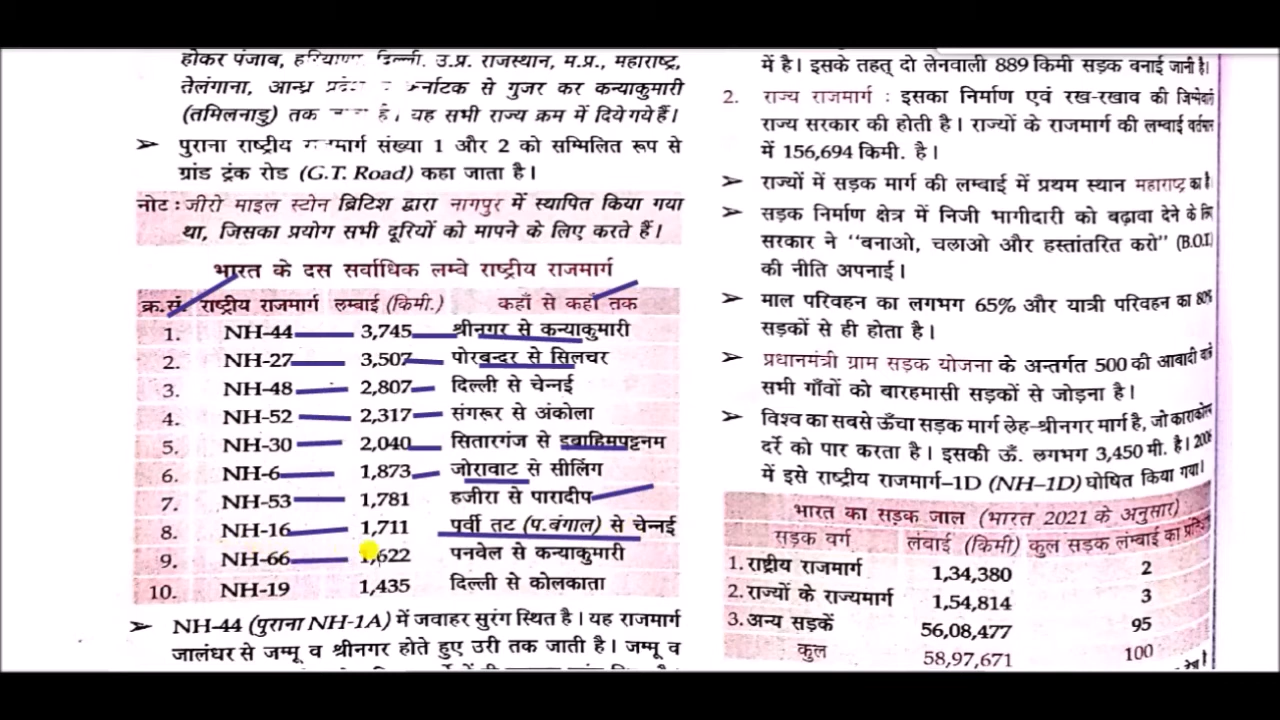 होकर पंजाब, हरियाणा, दिल्ली, उ.प्र. राजस्थान, म.प्र., महाराष्ट्र,
तेलंगाना, आन्ध्र से गुजर कर कन्याकुमारी
(तमिलनाडु) तक है। यह सभी राज्य क्रम में दिये गये हैं।
➤ पुराना राष्ट्रीय संख्या 1 और 2 को सम्मिलित रूप से
ग्रांड ट्रंक रोड (G.T. Road) कहा जाता है।
नोट : जीरो माइल स्टोन ब्रिटिश द्वारा नागपुर में स्थापित किया गया
था, जिसका प्रयोग सभी दूरियों को मापने के लिए करते हैं।
भारत के दस सर्वाधिक लम्बे राष्ट्रीय राजमार्ग
क्र.सं. राष्ट्रीय राजमार्ग लम्बाई (किमी.) कहाँ से कहाँ तक
1. NH-44 3,745 श्रीनगर से कन्याकुमारी
2. NH-27 3,507 पोरबन्दर से सिलचर
3. NH-48 2,807 दिल्ली से चेन्नई
4. NH-52 2,317 संगरूर से अंकोला
5. NH-30 2,040 सितारगंज से इब्राहिमपट्टनम
6. NH-6 1,873 जोरावाट से सीलिंग
7. NH-53 1,781 हजीरा से पारादीप
8. NH-16 1,711 पूर्वी तट (प.बंगाल) से चेन्नई
9. NH-66 1,622 पनवेल से कन्याकुमारी
10. NH-19 1,435 दिल्ली से कोलकाता
➤ NH-44 (पुराना NH-1A) में जवाहर सुरंग स्थित है। यह राजमार्ग
जालंधर से जम्मू व श्रीनगर होते हुए उरी तक जाती है। जम्मू व
में है। इसके तहत् दो लेनवाली 889 किमी सड़क बनाई जानी है।
2. राज्य राजमार्ग : इसका निर्माण एवं रख-रखाव की
राज्य सरकार की होती है। राज्यों के राजमार्ग की लम्बाई वर्तमान
में 156,694 किमी. है।
➤ राज्यों में सड़क मार्ग की लम्बाई में प्रथम स्थान महाराष्ट्र का है
➤ सड़क निर्माण क्षेत्र में निजी भागीदारी को बढ़ावा देने के
सरकार ने "बनाओ, चलाओ और हस्तांतरित करो" (B.O.T
की नीति अपनाई।
➤ माल परिवहन का लगभग 65% और यात्री परिवहन का 80%
सड़कों से ही होता है।
➤ प्रधानमंत्री ग्राम सड़क योजना के अन्तर्गत 500 की आबादी
सभी गाँवों को बारहमासी सड़कों से जोड़ना है।
➤ विश्व का सबसे ऊँचा सड़क मार्ग लेह-श्रीनगर मार्ग है, जो काराकोरम
दर्रे को पार करता है। इसकी ऊँ. लगभग 3,450 मी. है।
में इसे राष्ट्रीय राजमार्ग-1D (NH-1D) घोषित किया गया।
भारत का सड़क जाल (भारत 2021 के अनुसार)
सड़क वर्ग लंवाई (किमी) कुल सड़क लंम्बाई का
1. राष्ट्रीय राजमार्ग 1,34,380 2
2. राज्यों के राज्यमार्ग 1,54,814 3
3. अन्य सड़कें 56,08,477 95
कुल 58,97,671 100